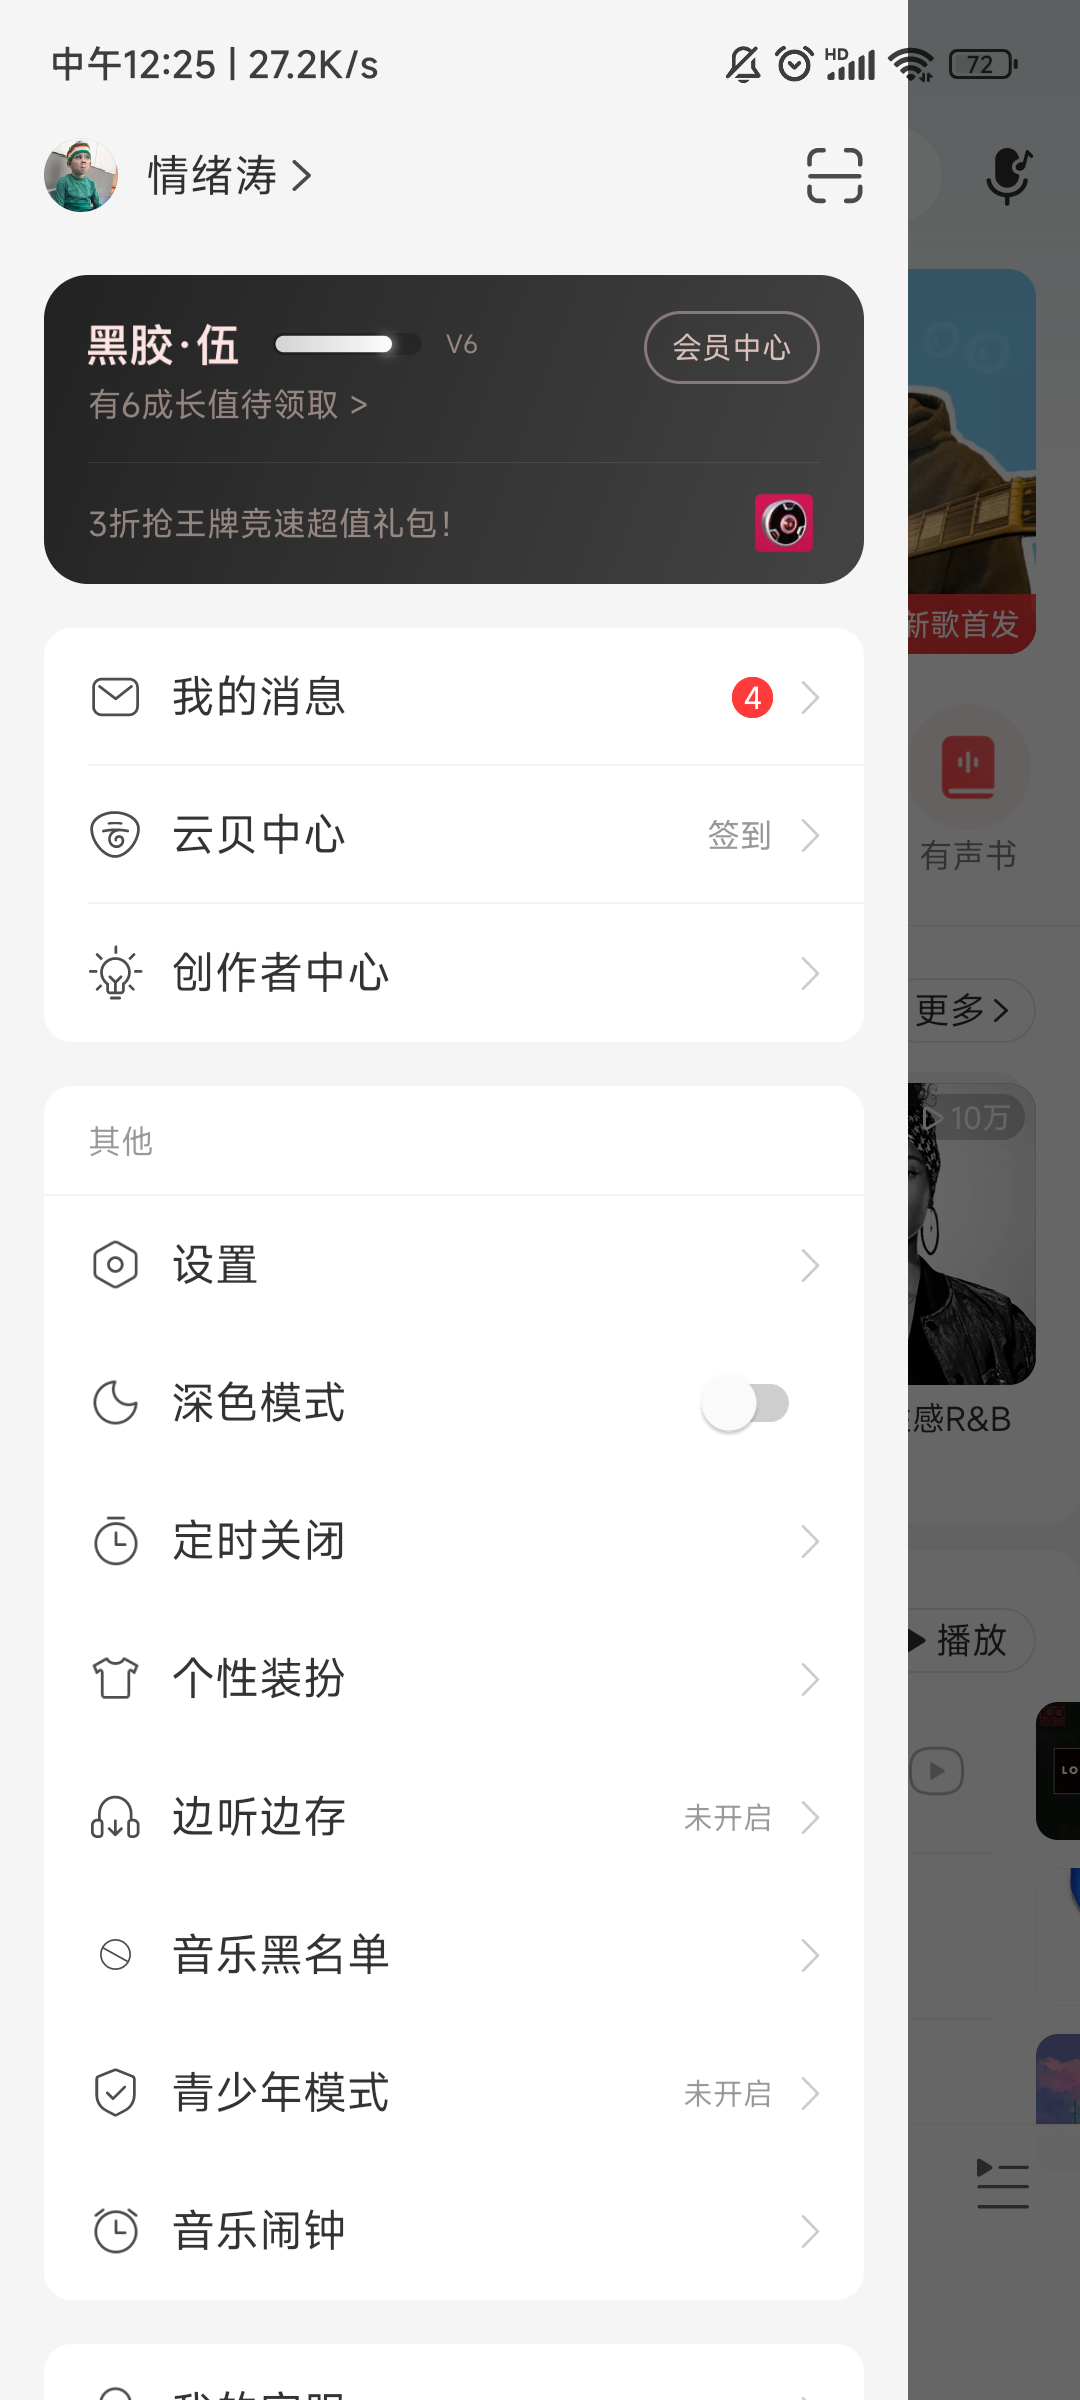 中午12:25 | 27.2K/s
HD
72
情绪涛
黑胶·伍
V6
会员中心
有6成长值待领取 >
3折抢王牌竞速超值礼包!
新歌首发
我的消息
4
云贝中心
签到
有声书
创作者中心
更多
10万
其他
设置
深色模式
感R&B
定时关闭
播放
个性装扮
LO
边听边存
未开启
音乐黑名单
青少年模式
未开启
音乐闹钟
我的客服